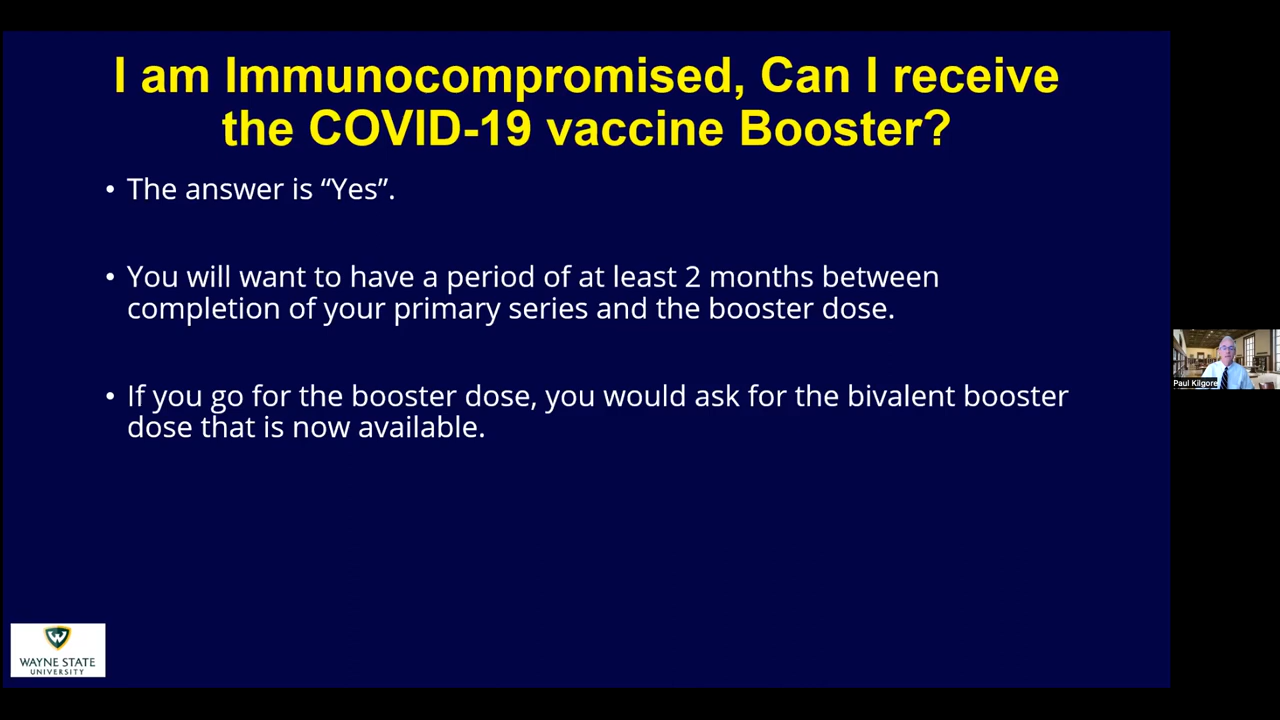 I am Immunocompromised, Can I receive
the COVID-19 vaccine Booster?
• The answer is “Yes”.
• You will want to have a period of at least 2 months between
completion of your primary series and the booster dose.
• If you go for the booster dose, you would ask for the bivalent booster
dose that is now available.
Paul Kilgore
WAYNE STATE
UNIVERSITY